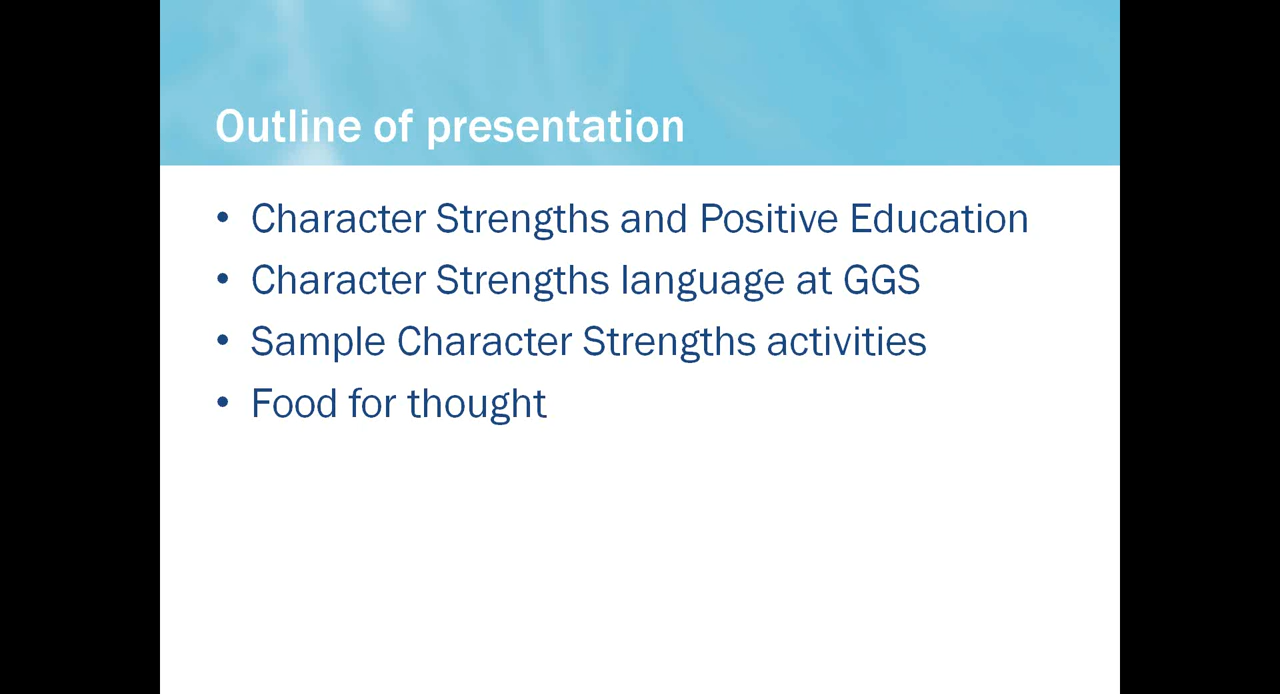 Outline of presentation
• Character Strengths and Positive Education
• Character Strengths language at GGS
• Sample Character Strengths activities
• Food for thought